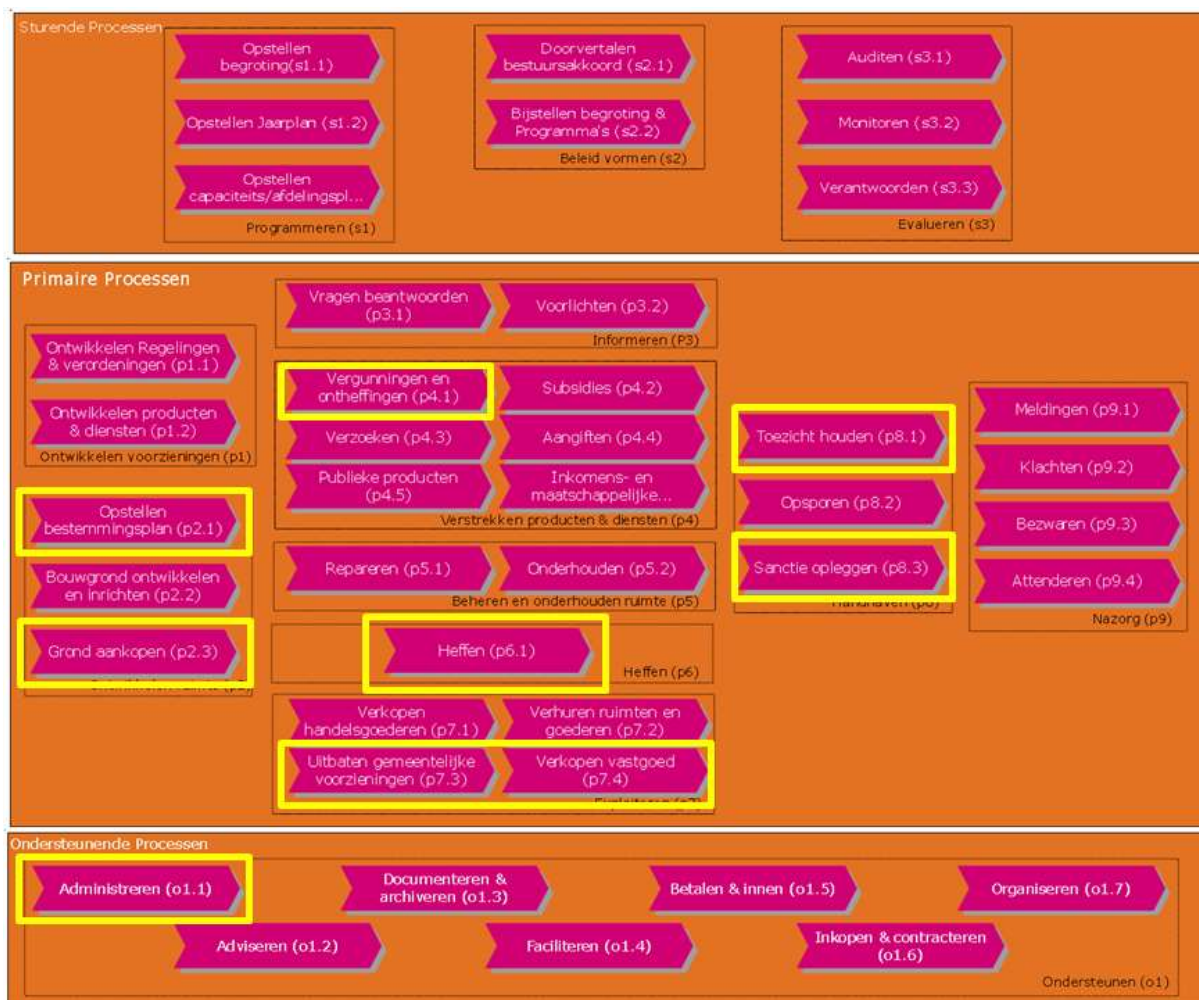 Sturende Processen
Opstellen
begroting(s1.1)
Opstellen Jaarplan (s1.2)
Opstellen
capaciteits/afdelingspl...
Programmeren (s1)
Doorvertalen
bestuursakkoord (s2.1)
Bijstellen begroting &
Programma's (s2.2)
Beleid vormen (s2)
Auditen (s3.1)
Monitoren (s3.2)
Verantwoorden (s3.3)
Evalueren (s3)
Primaire Processen
Ontwikkelen Regelingen
& verordeningen (p1.1)
Ontwikkelen producten
& diensten (p1.2)
Ontwikkelen voorzieningen (p1)
Opstellen
bestemmingsplan (p2.1)
Bouwgrond ontwikkelen
en inrichten (p2.2)
Grond aankopen (p2.3)
Ontwikkelen ruimte (p2)
Vragen beantwoorden
(p3.1)
Voorlichten (p3.2)
Informeren (P3)
Vergunningen en
ontheffingen (p4.1)
Subsidies (p4.2)
Verzoeken (p4.3)
Aangiften (p4.4)
Publieke producten
(p4.5)
Inkomens- en
maatschappelijke...
Verstrekken producten & diensten (p4)
Repareren (p5.1)
Onderhouden (p5.2)
Beheren en onderhouden ruimte (p5)
Heffen (p6.1)
Heffen (p6)
Verkopen
handelsgoederen (p7.1)
Verhuren ruimten en
goederen (p7.2)
Uitbaten gemeentelijke
voorzieningen (p7.3)
Verkopen vastgoed
(p7.4)
Exploiteren (p7)
Toezicht houden (p8.1)
Opsporen (p8.2)
Sanctie opleggen (p8.3)
Handhaven (p8)
Meldingen (p9.1)
Klachten (p9.2)
Bezwaren (p9.3)
Attenderen (p9.4)
Nazorg (p9)
Ondersteunende Processen
Administreren (o1.1)
Documenteren &
archiveren (o1.3)
Betalen & innen (o1.5)
Organiseren (o1.7)
Adviseren (o1.2)
Faciliteren (o1.4)
Inkopen & contracteren
(o1.6)
Ondersteunen (o1)